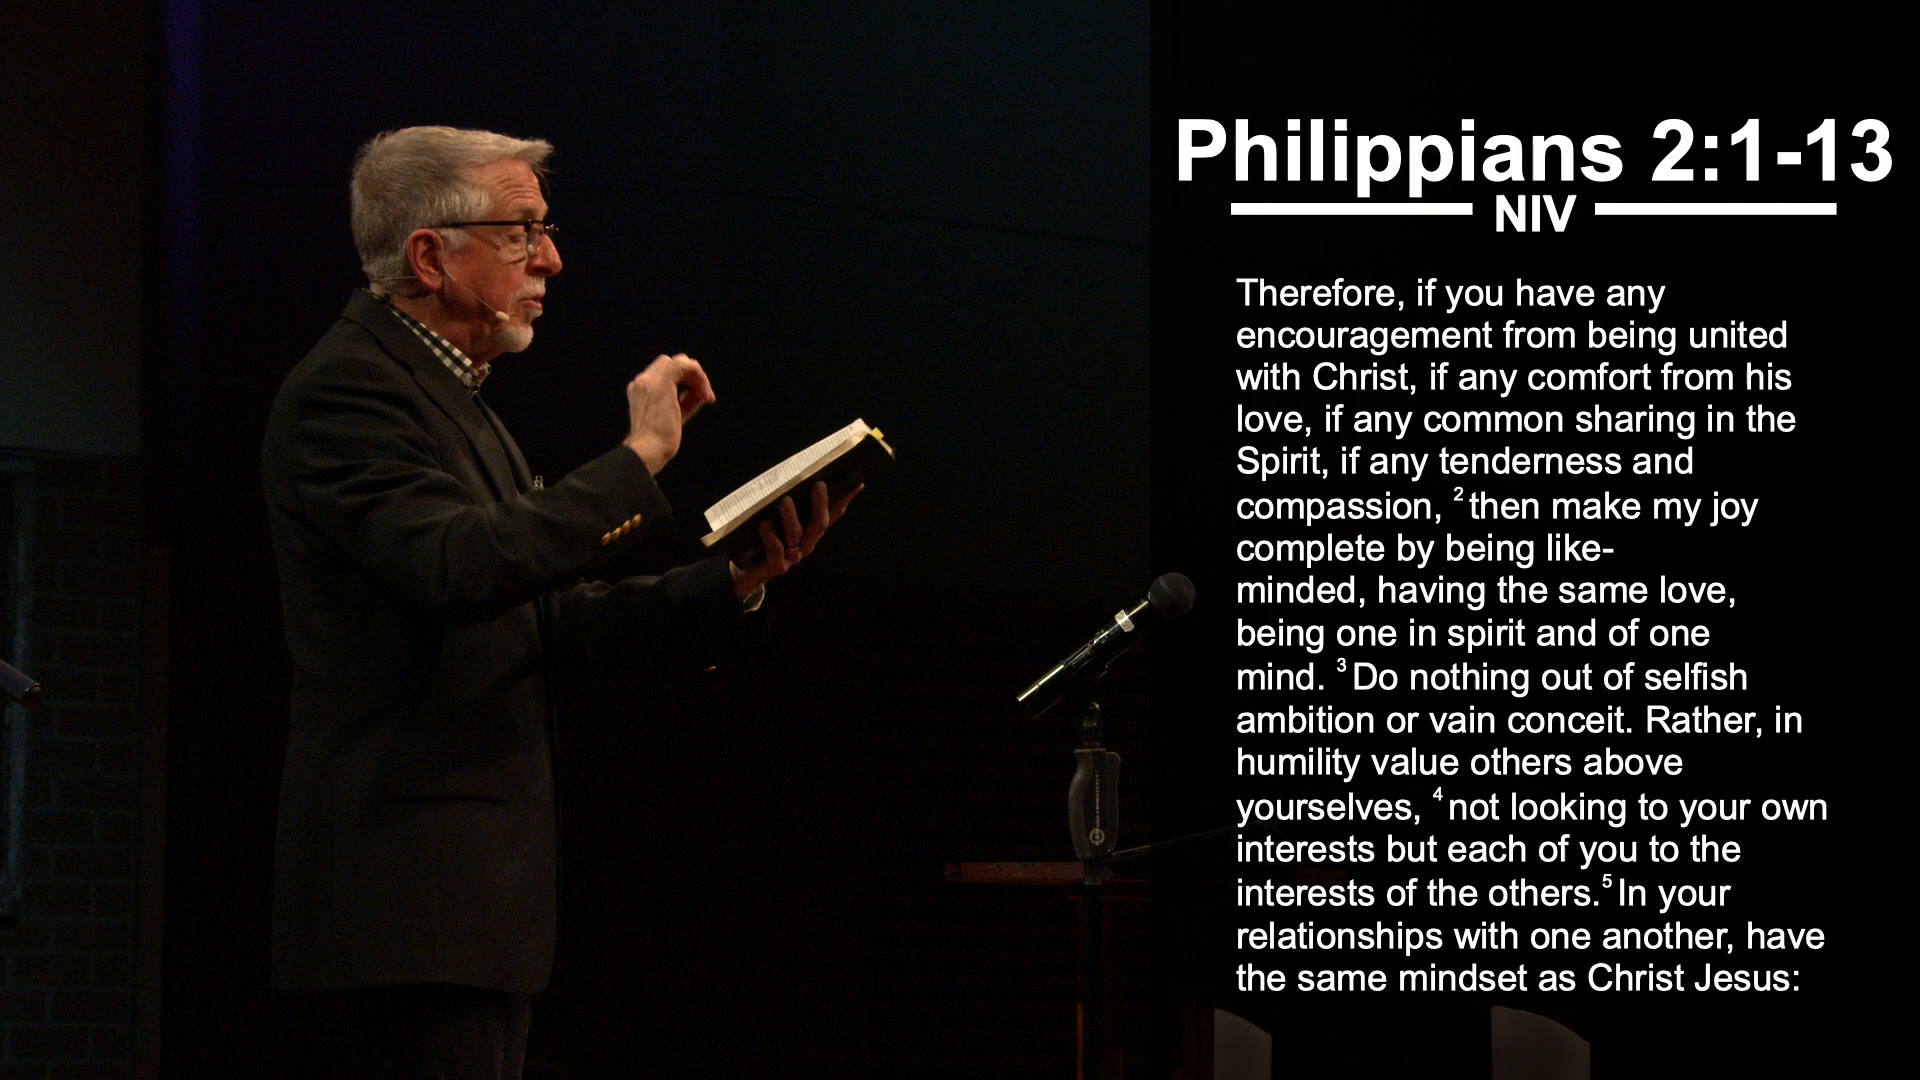 Philippians 2:1-13
NIV
Therefore, if you have any
encouragement from being united
with Christ, if any comfort from his
love, if any common sharing in the
Spirit, if any tenderness and
compassion, ² then make my joy
complete by being like-
minded, having the same love,
being one in spirit and of one
mind. ³ Do nothing out of selfish
ambition or vain conceit. Rather, in
humility value others above
yourselves, ⁴ not looking to your own
interests but each of you to the
interests of the others.⁵ In your
relationships with one another, have
the same mindset as Christ Jesus: